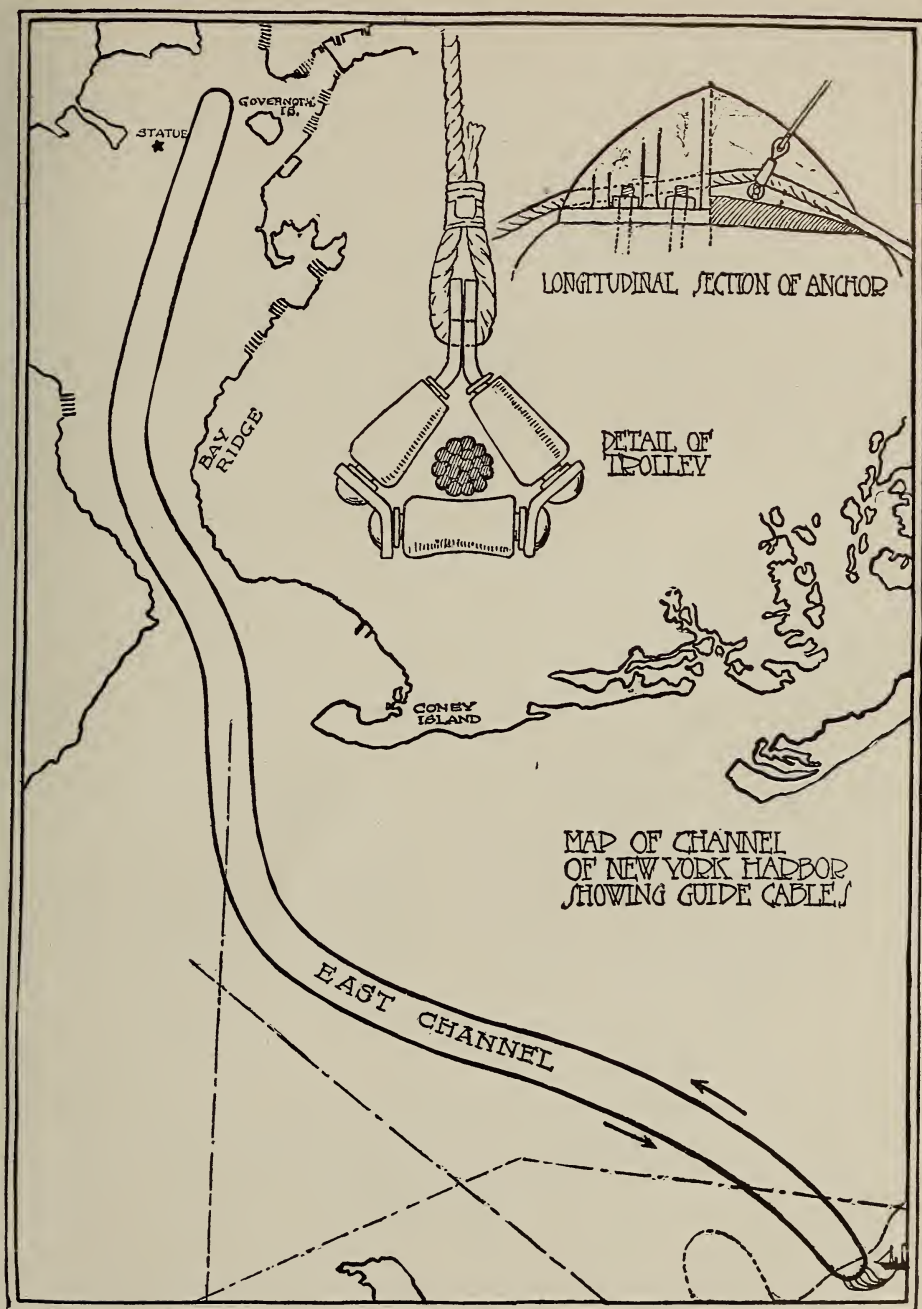 GOVERNOR'S
IS.
STATUE
LONGITUDINAL SECTION OF ANCHOR
BAY
RIDGE
DETAIL OF
TROLLEY
CONEY
ISLAND
MAP OF CHANNEL
OF NEW YORK HARBOR
SHOWING GUIDE CABLES
EAST CHANNEL